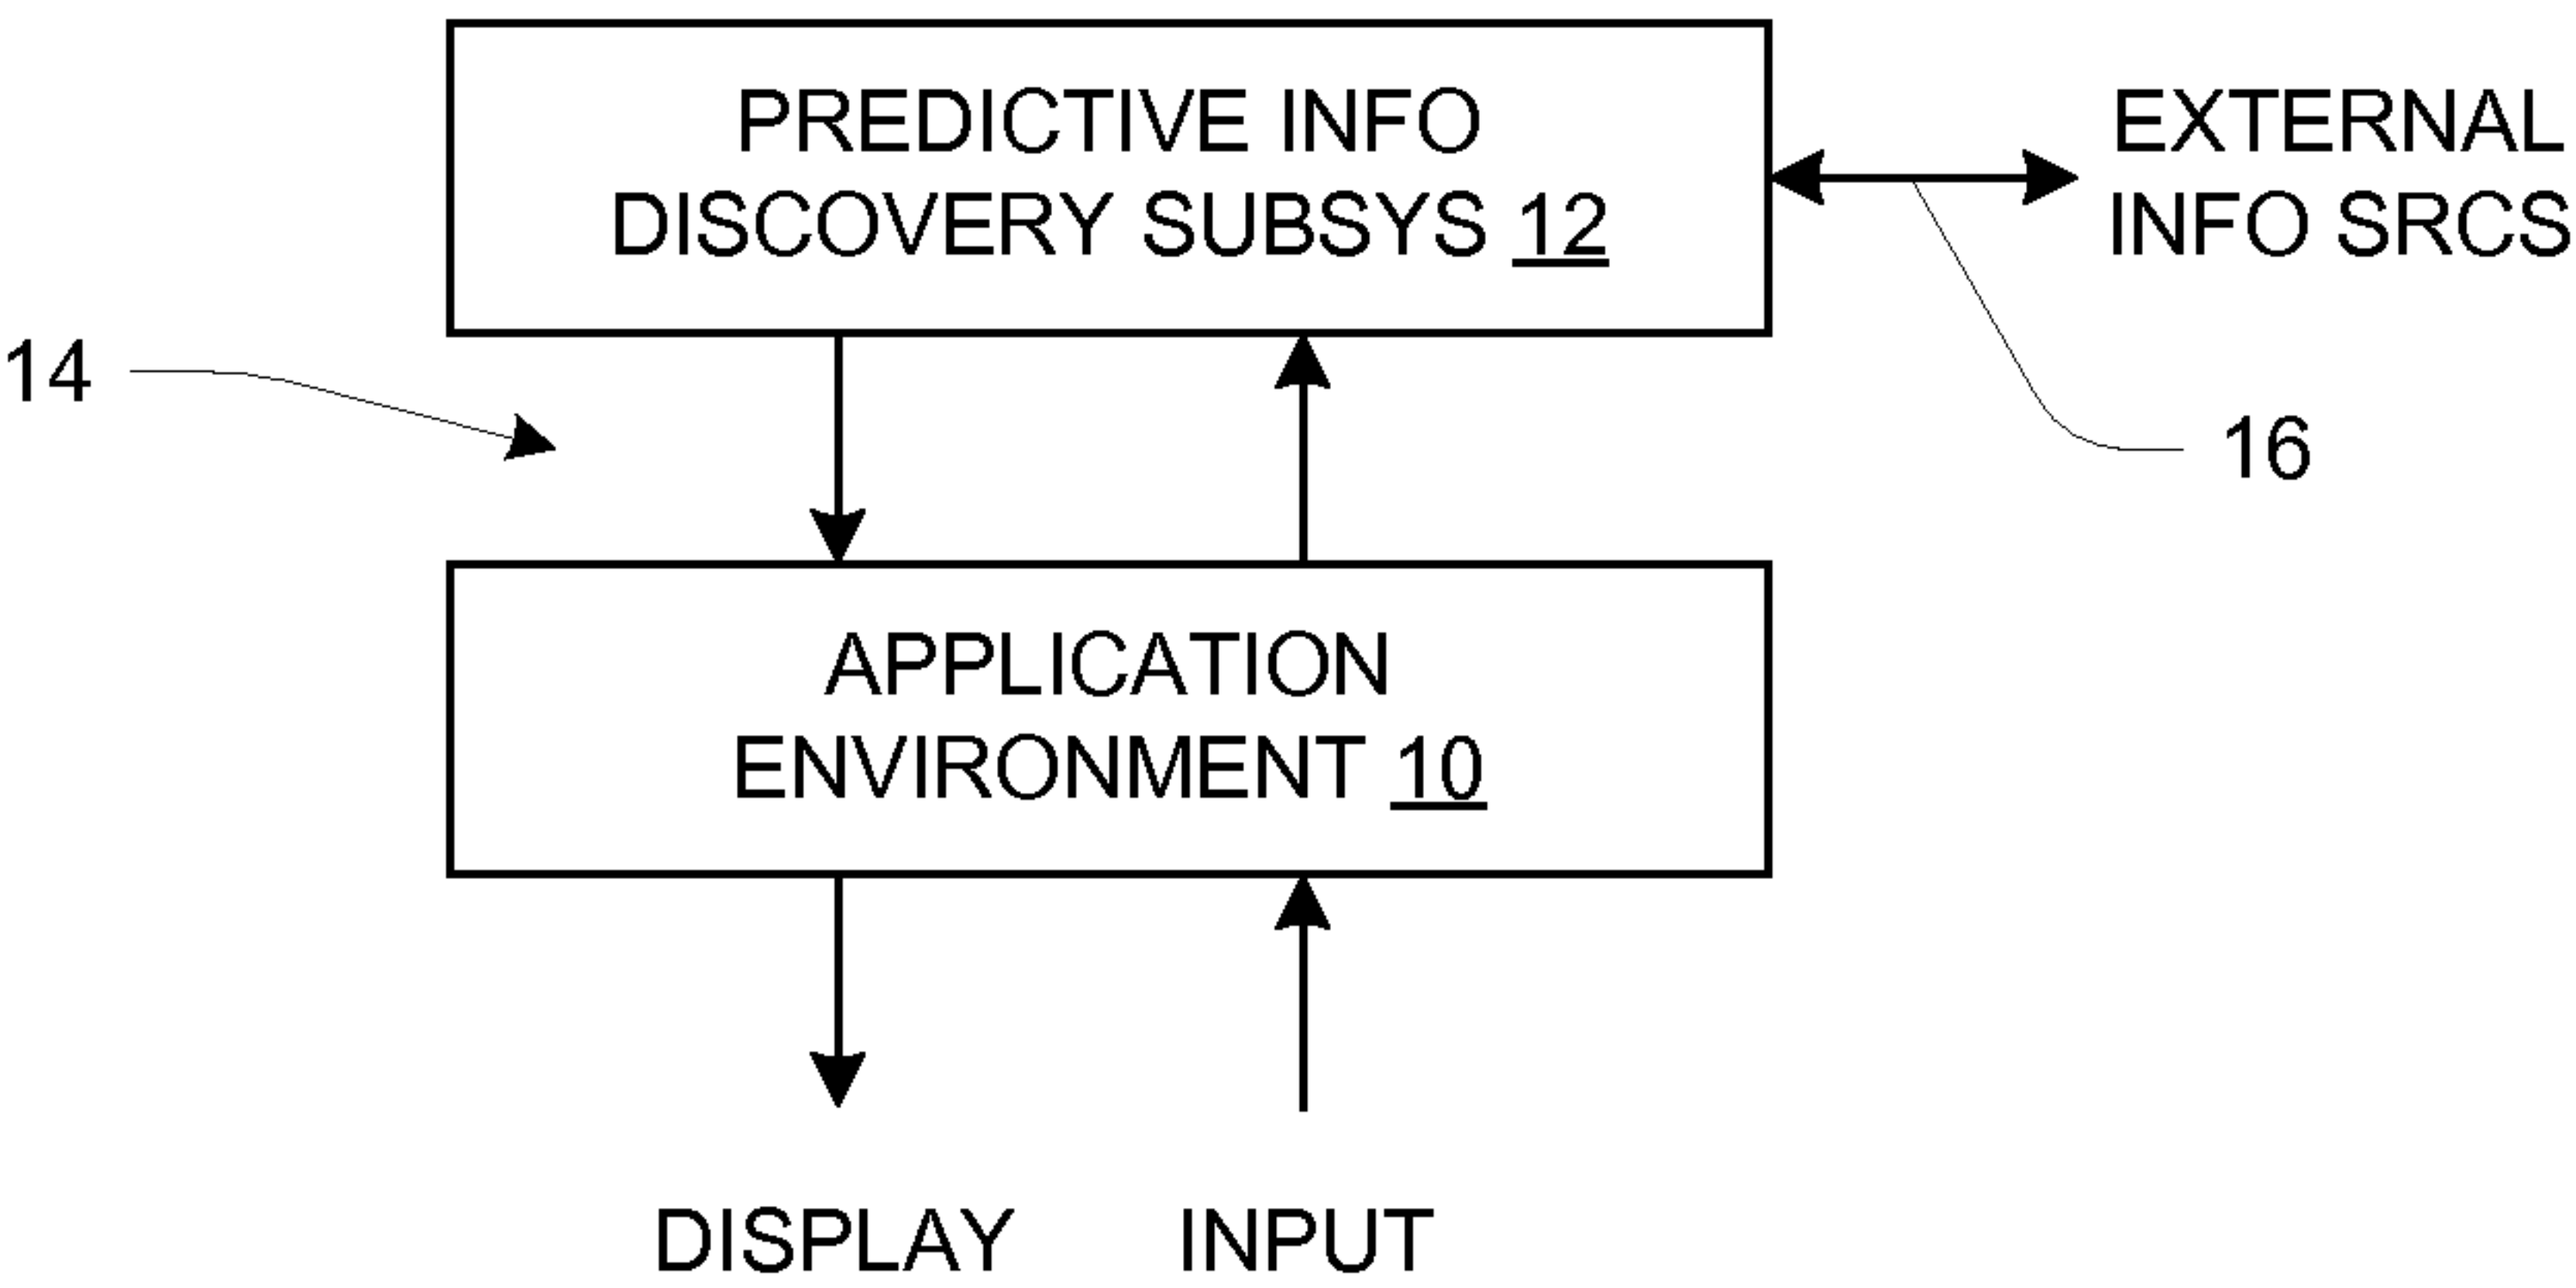 PREDICTIVE INFO
DISCOVERY SUBSYS 12
EXTERNAL
INFO SRCS
14
16
APPLICATION
ENVIRONMENT 10
DISPLAY
INPUT